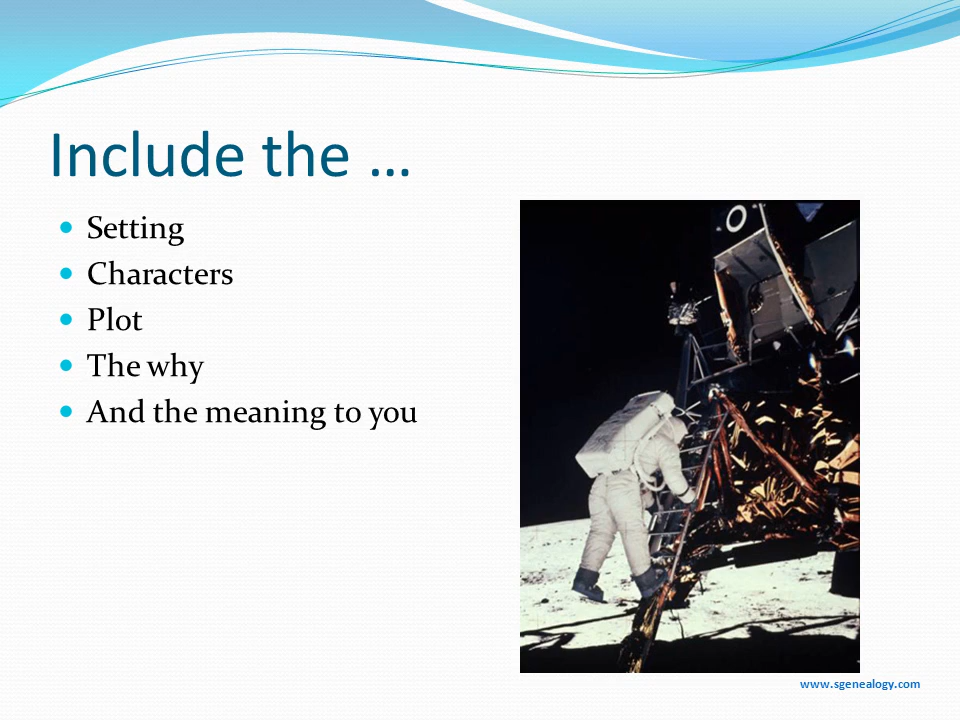 Include the …
Setting
Characters
Plot
The why
And the meaning to you
www.sgenealogy.com